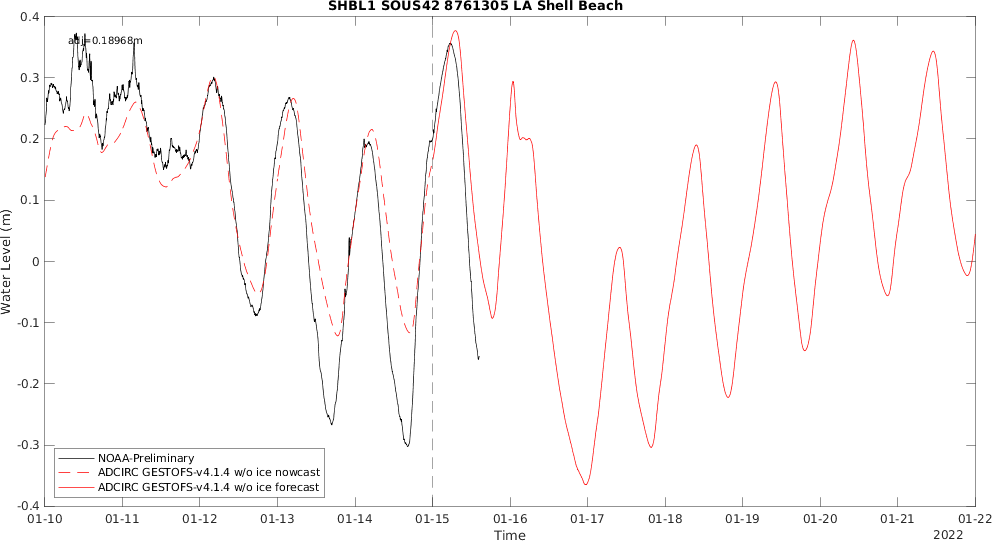 SHBL1 SOUS42 8761305 LA Shell Beach
adj=0.18968m
0.4
0.3
0.2
0.1
0
-0.1
-0.2
-0.3
-0.4
Water Level (m)
NOAA-Preliminary
ADCIRC GESTOFS-v4.1.4 w/o ice nowcast
ADCIRC GESTOFS-v4.1.4 w/o ice forecast
01-10 01-11 01-12 01-13 01-14 01-15 01-16 01-17 01-18 01-19 01-20 01-21 01-22
Time
2022